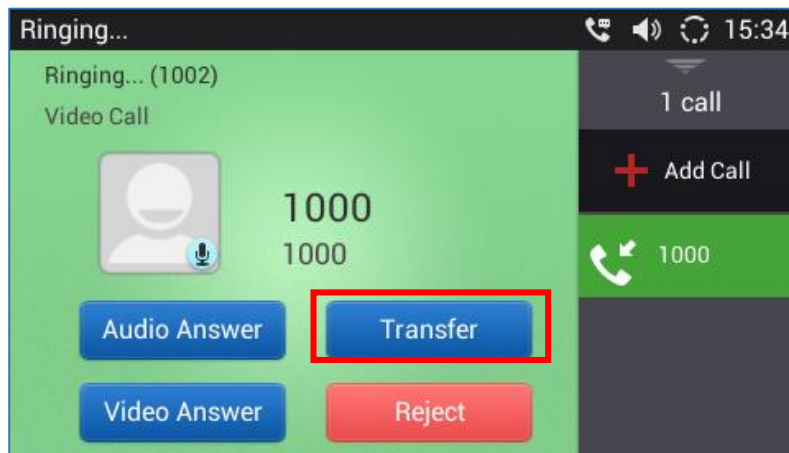 Ringing...
15:34
Ringing... (1002)
Video Call
1000
1000
Audio Answer
Transfer
Video Answer
Reject
1 call
Add Call
1000